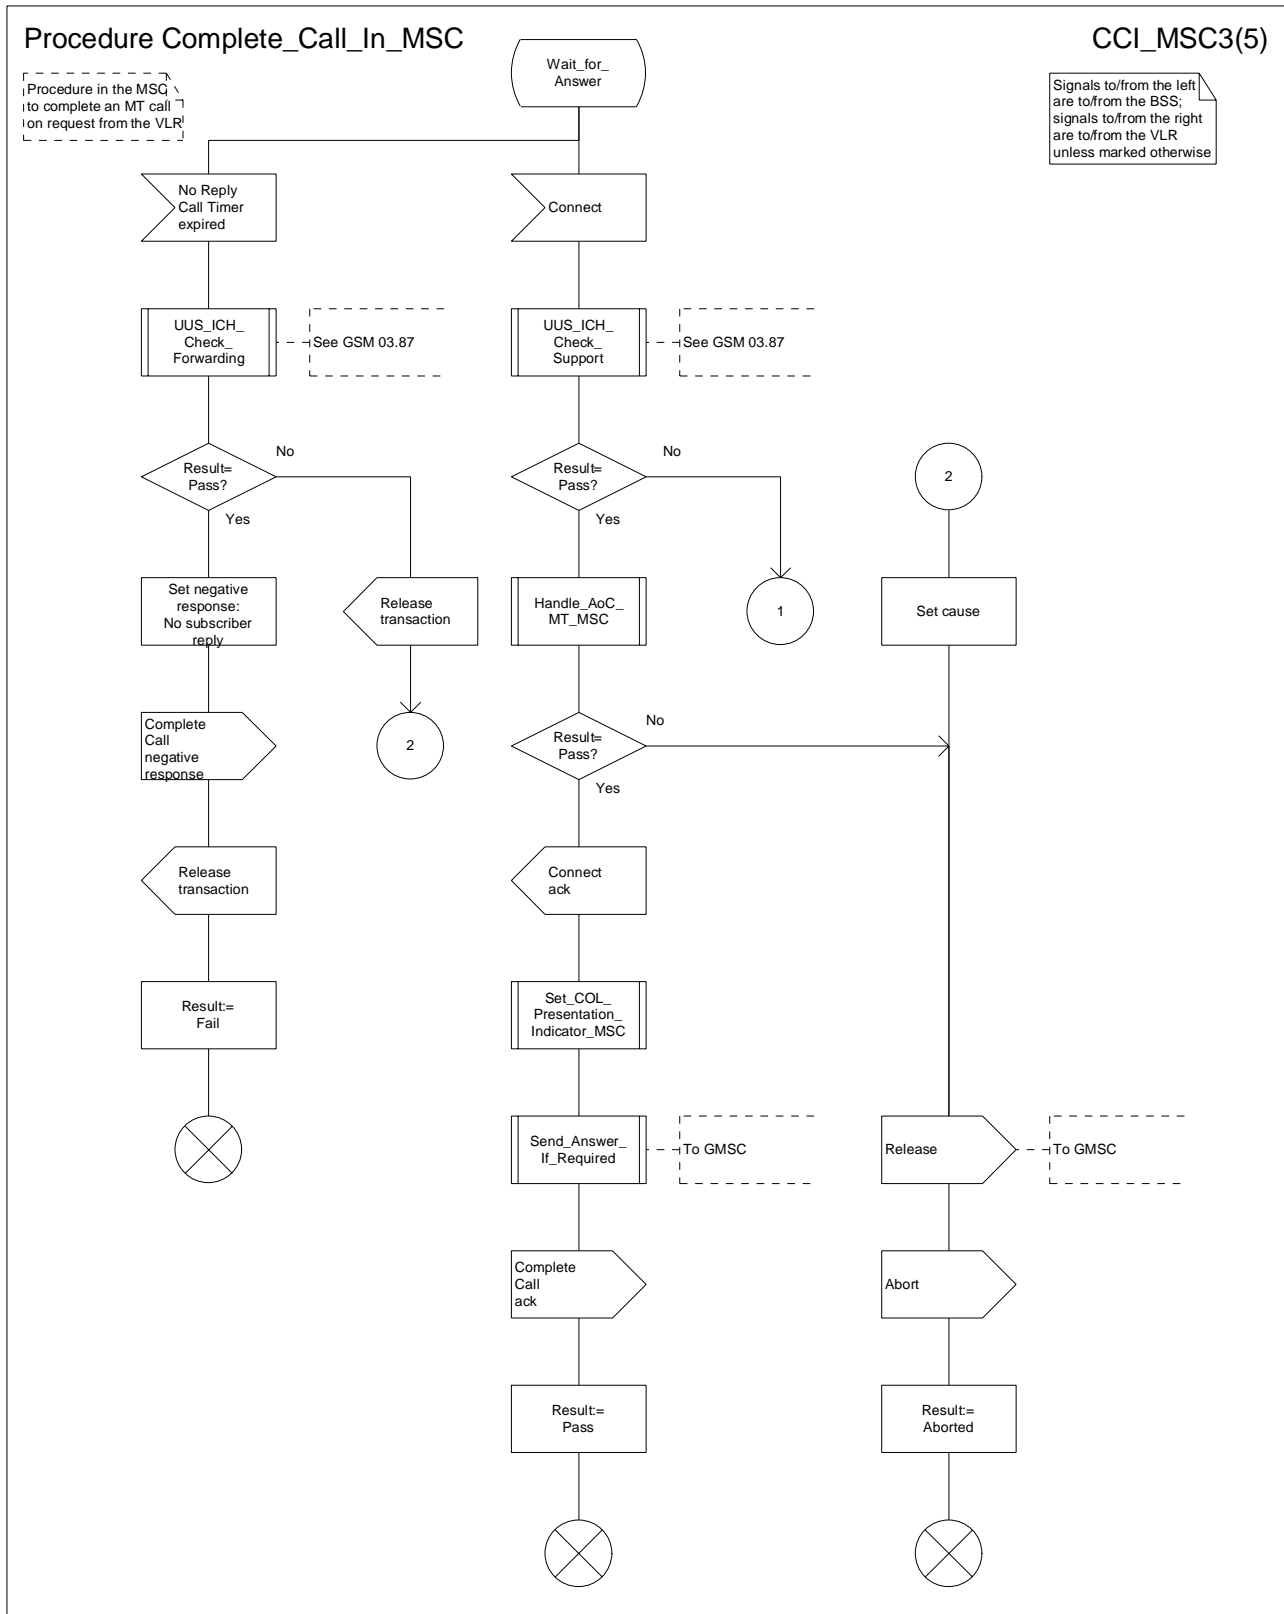 Procedure Complete_Call_In_MSC
CCI_MSC3(5)
Procedure in the MSC
to complete an MT call
on request from the VLR
Wait_for_
Answer
Signals to/from the left
are to/from the BSS;
signals to/from the right
are to/from the VLR
unless marked otherwise
No Reply
Call Timer
expired
Connect
UUS_ICH_
Check_
Forwarding
See GSM 03.87
UUS_ICH_
Check_
Support
See GSM 03.87
Result=
Pass?
No
Yes
Result=
Pass?
No
Yes
2
Set negative
response:
No subscriber
reply
Release
transaction
Handle_AoC_
MT_MSC
1
Set cause
Complete
Call
negative
response
2
Result=
Pass?
No
Yes
Release
transaction
Connect
ack
Result:=
Fail
Set_COL_
Presentation_
Indicator_MSC
Send_Answer_
If_Required
To GMSC
Release
To GMSC
Complete
Call
ack
Abort
Result:=
Pass
Result:=
Aborted